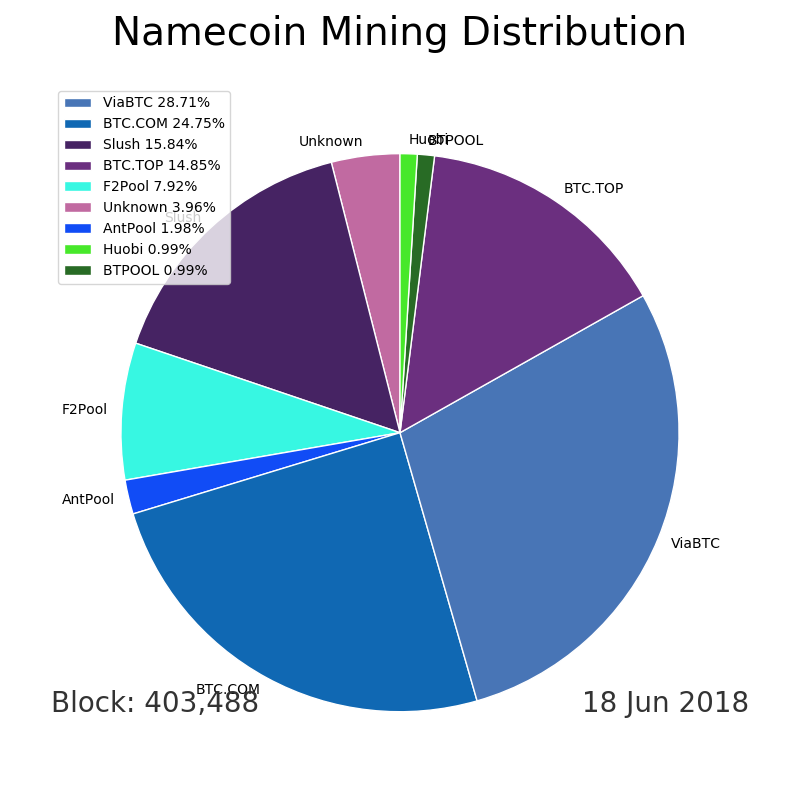 Namecoin Mining Distribution
ViaBTC 28.71%
BTC.COM 24.75%
Slush 15.84%
BTC.TOP 14.85%
F2Pool 7.92%
Unknown 3.96%
AntPool 1.98%
Huobi 0.99%
BTPOOL 0.99%
Unknown
Huobi
BTPOOL
BTC.TOP
Slush
F2Pool
AntPool
ViaBTC
BTC.COM
Block: 403,488
18 Jun 2018